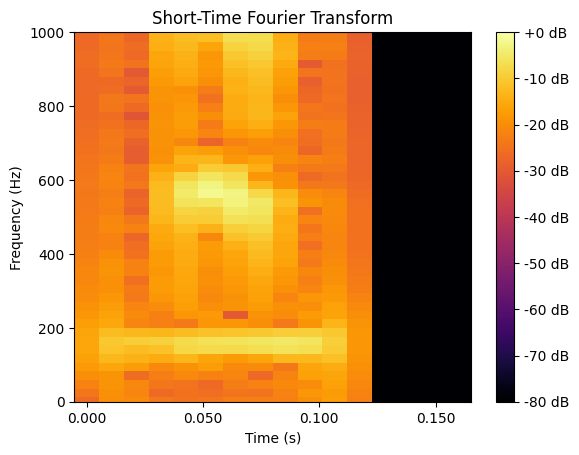 Short-Time Fourier Transform
1000
800
600
400
200
0
Frequency (Hz)
0.000
0.050
0.100
0.150
Time (s)
+0 dB
-10 dB
-20 dB
-30 dB
-40 dB
-50 dB
-60 dB
-70 dB
-80 dB